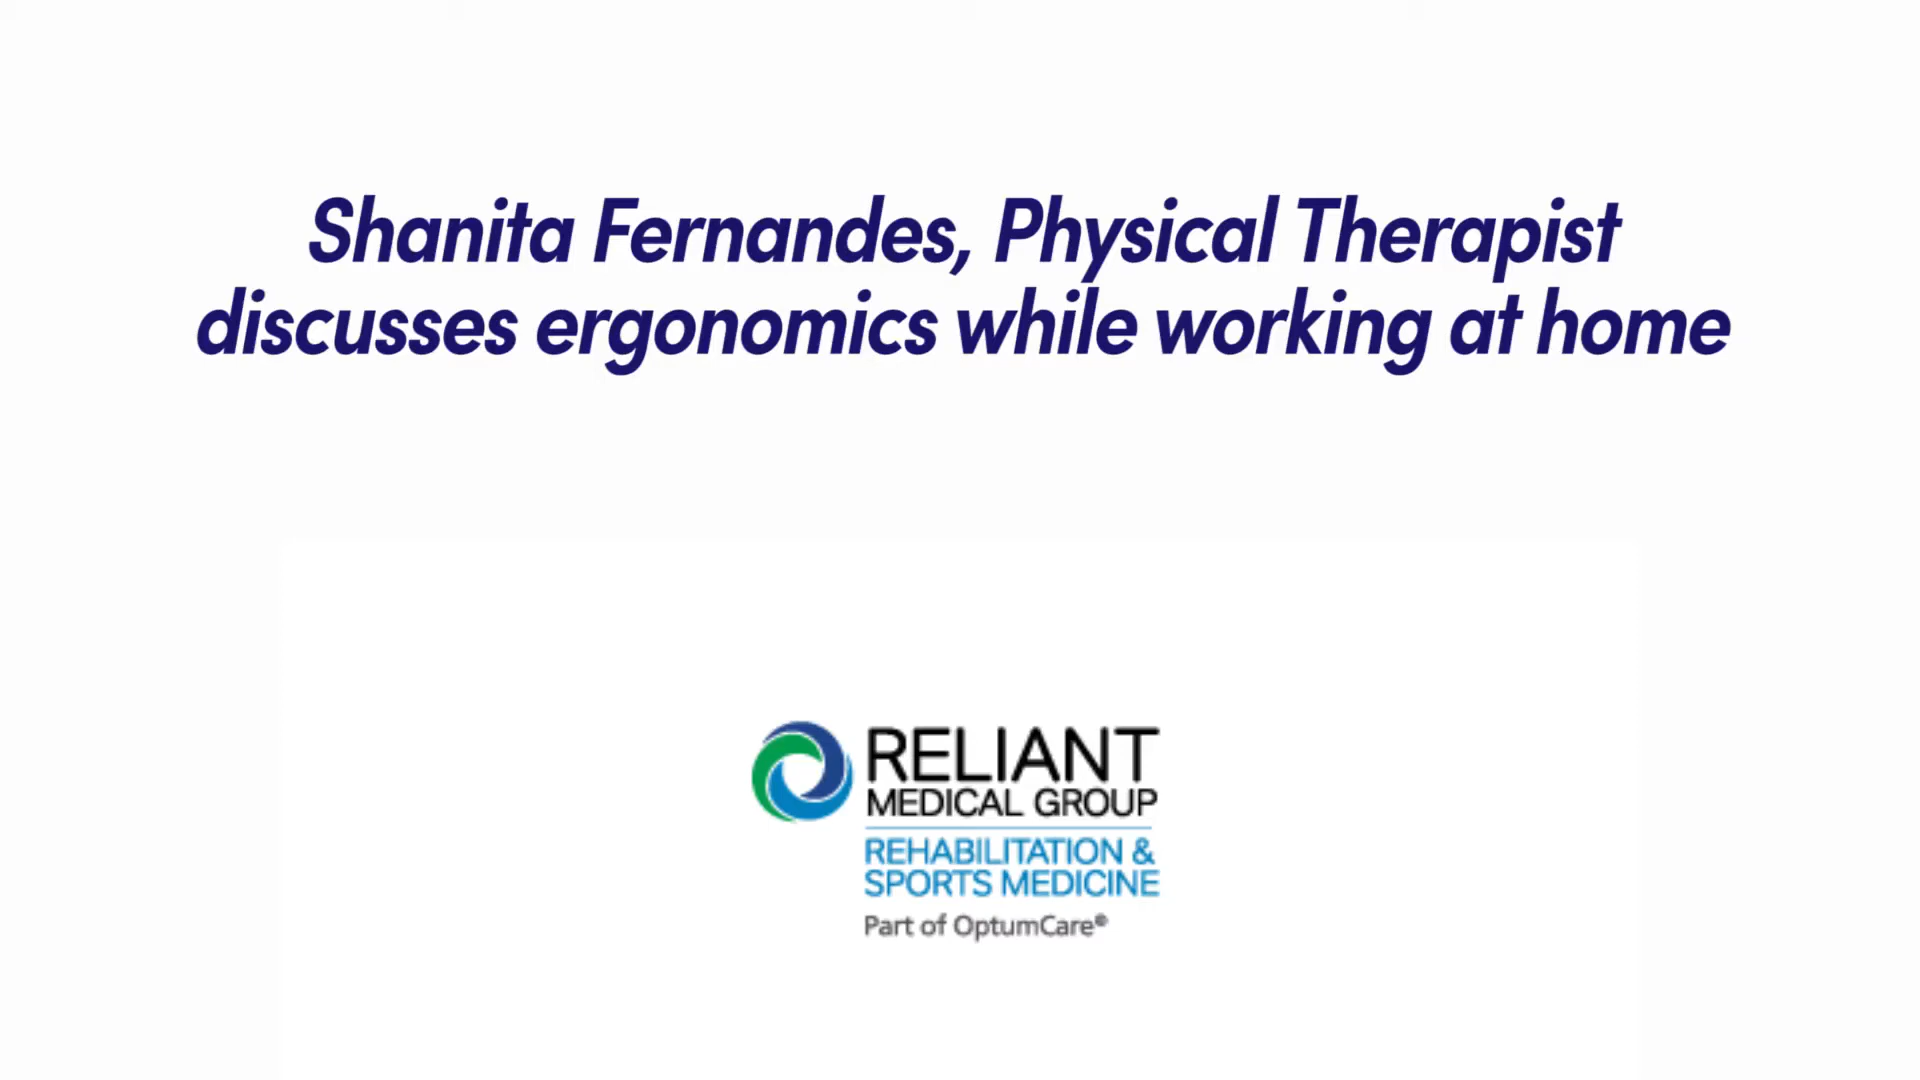 Shanita Fernandes, Physical Therapist
discusses ergonomics while working at home
RELIANT
MEDICAL GROUP
REHABILITATION &
SPORTS MEDICINE
Part of OptumCare®